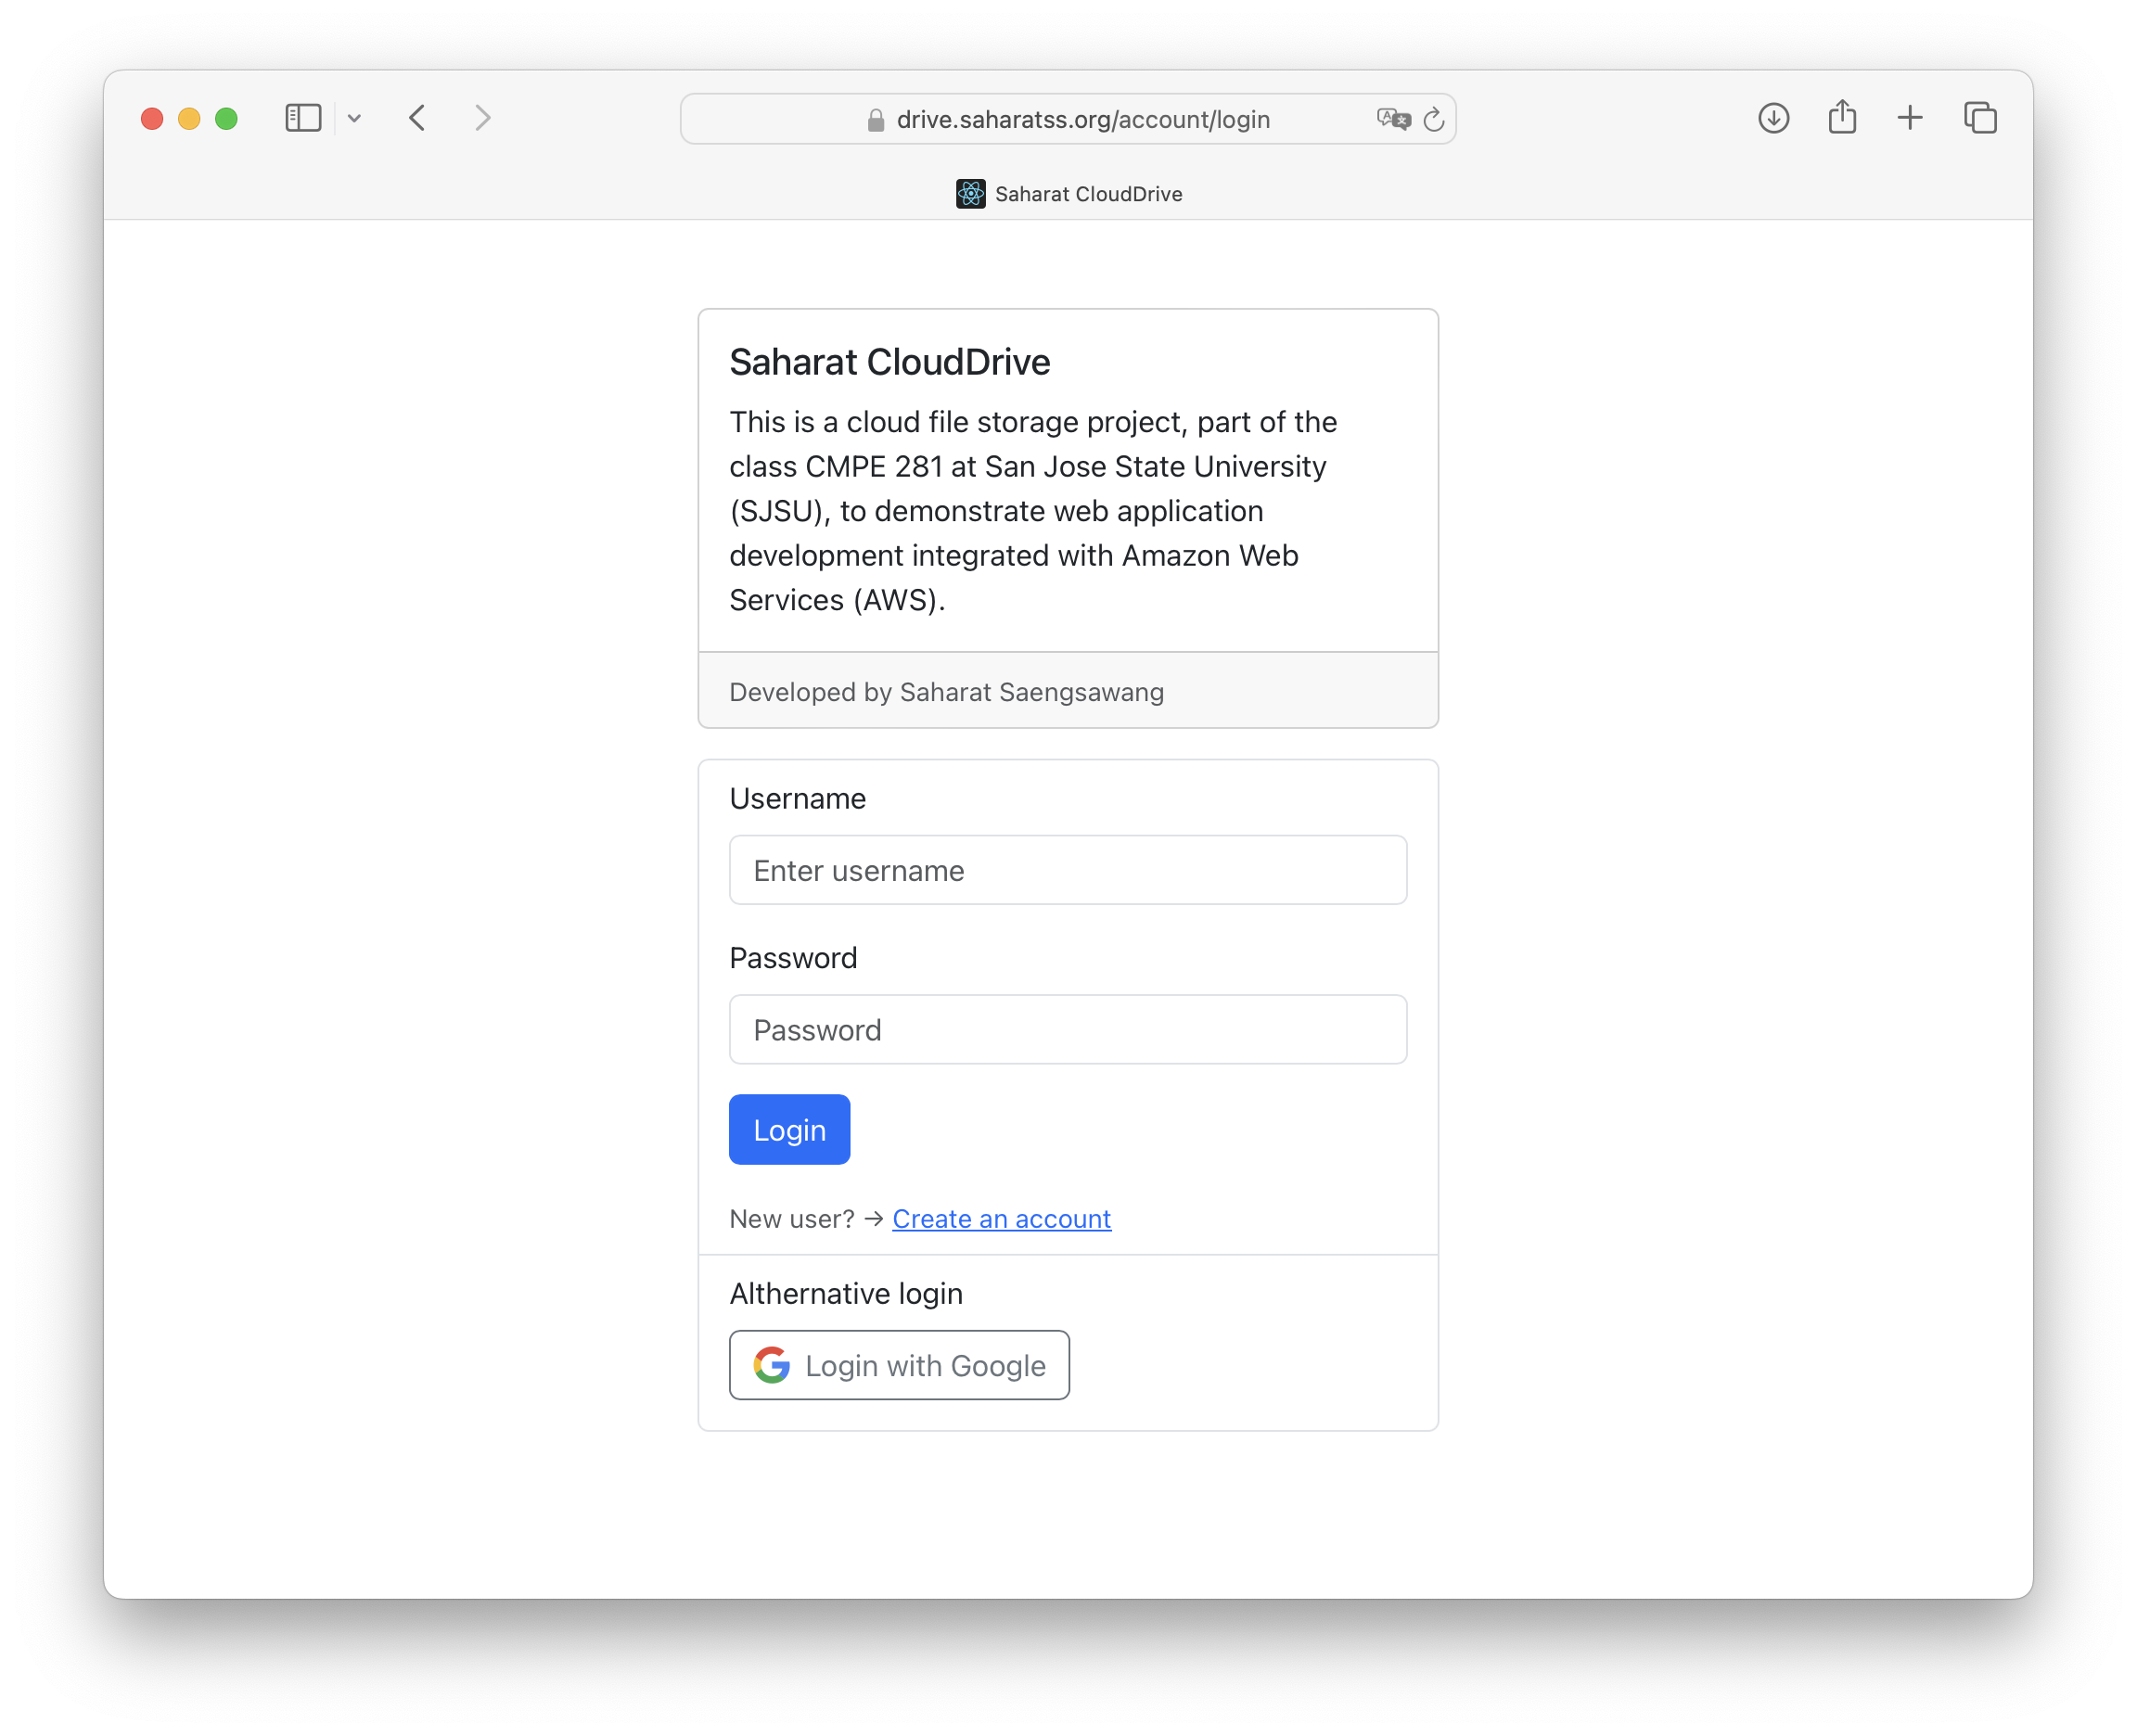 drive.saharatss.org/account/login
Saharat CloudDrive
Saharat CloudDrive
This is a cloud file storage project, part of the
class CMPE 281 at San Jose State University
(SJSU), to demonstrate web application
development integrated with Amazon Web
Services (AWS).
Developed by Saharat Saengsawang
Username
Enter username
Password
Password
Login
New user? → Create an account
Althernative login
Login with Google